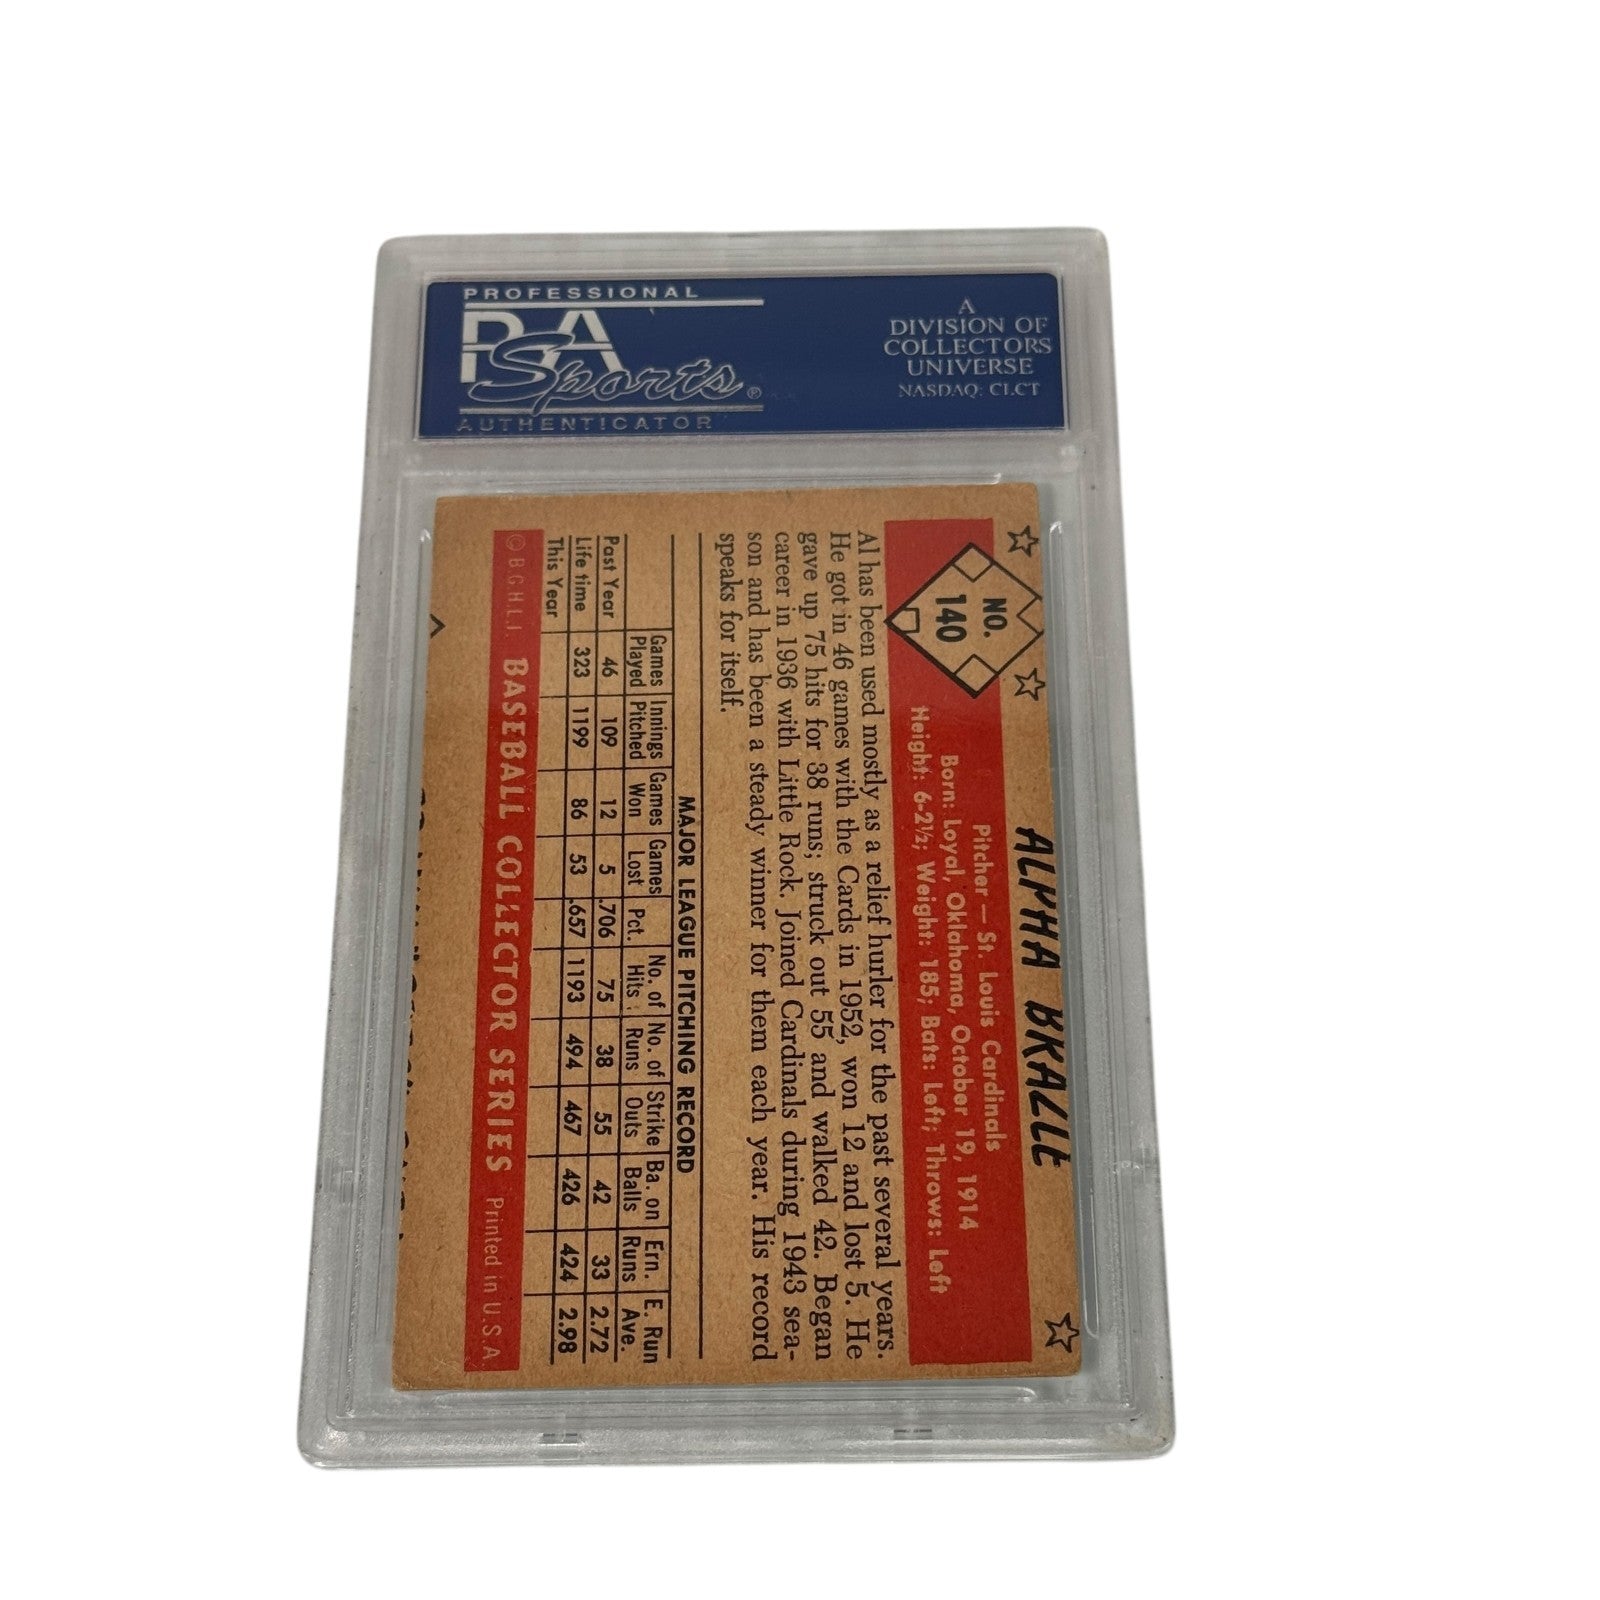 PROFESSIONAL
PSA
Sports®
AUTHENTICATOR
A
DIVISION OF
COLLECTORS
UNIVERSE
NASDAQ: CLCT
NO.
140
Pitcher — St. Louis Cardinals
Born: Loyal, Oklahoma, October 19, 1914
Height: 6-2½; Weight: 185; Bats: Left; Throws: Left
Al has been used mostly as a relief hurler for the past several years.
He got in 46 games with the Cards in 1952, won 12 and lost 5. He
gave up 75 hits for 38 runs; struck out 55 and walked 42. Began
career in 1936 with Little Rock. Joined Cardinals during 1943 sea-
son and has been a steady winner for them each year. His record
speaks for itself.
MAJOR LEAGUE PITCHING RECORD
Games Innings Games Games Pct. No. of No. of Strike Ba. on Ern. E. Run
Played Pitched Won Lost Hits Runs Outs Balls Runs Ave.
Past Year 46 109 12 5 .706 75 38 55 42 33 2.72
Life time 323 1199 86 53 .657 1193 494 467 426 424 2.98
This Year
© B.G.H.L.I. BASEBALL COLLECTOR SERIES Printed in U.S.A.